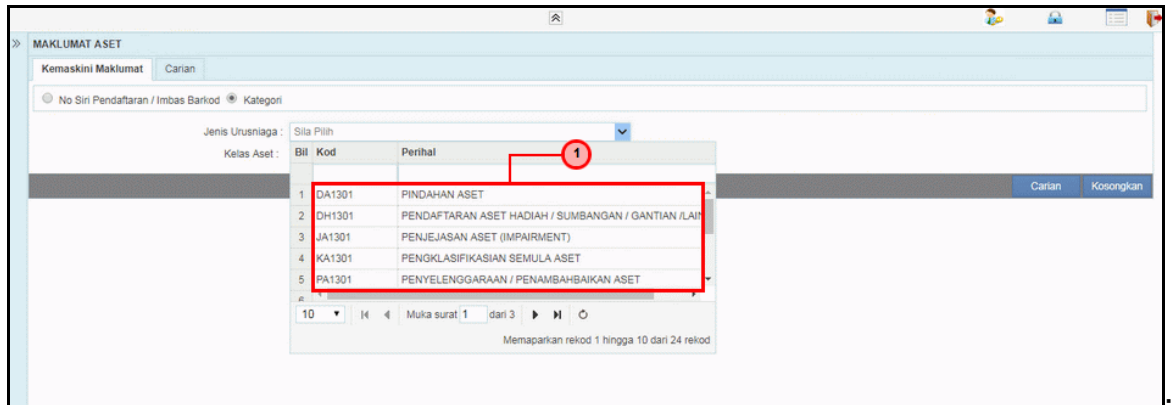 MAKLUMAT ASET
Kemaskini Maklumat Carian
No Siri Pendaftaran / Imbas Barkod Kategori
Jenis Urusniaga : Sila Pilih
Kelas Aset :
Bil Kod Perihal
1
Carian Kosongkan
1 DA1301 PINDAHAN ASET
2 DH1301 PENDAFTARAN ASET HADIAH / SUMBANGAN / GANTIAN /LAIN
3 JA1301 PENJEJASAN ASET (IMPAIRMENT)
4 KA1301 PENGKLASIFIKASIAN SEMULA ASET
5 PA1301 PENYELENGGARAAN / PENAMBAHBAIKAN ASET
6
10 Muka surat 1 dari 3
Memaparkan rekod 1 hingga 10 dari 24 rekod
.